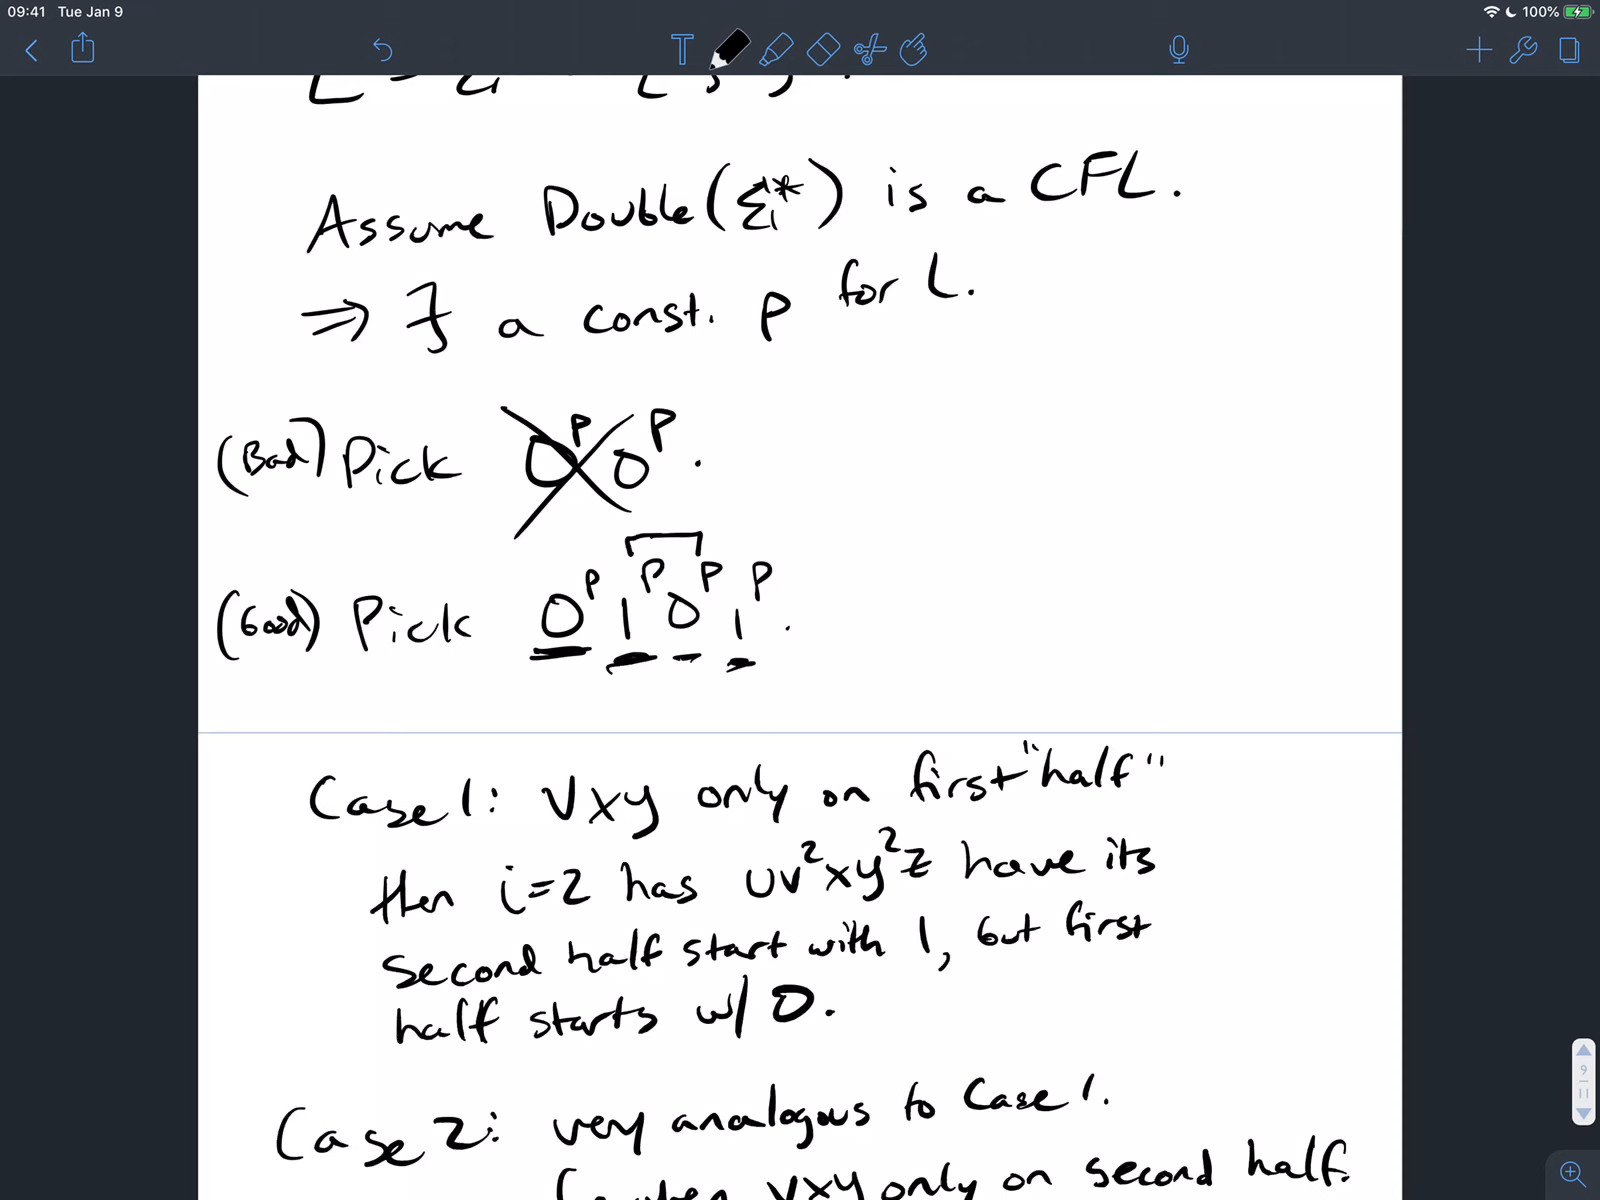 09:41 Tue Jan 9
100%
T
Assume Double(Σ*) is a CFL.
⇒ ∃ a const. p for L.
(Bad) Pick 0ᵖ0ᵖ.
(Good) Pick 0ᵖ1ᵖ0ᵖ1ᵖ.
Case 1: vxy only on first "half"
then i=2 has uv²xy²z have its
second half start with 1, but first
half starts w/ 0.
Case 2: very analogous to Case 1.
vxy only on second half.
9
11